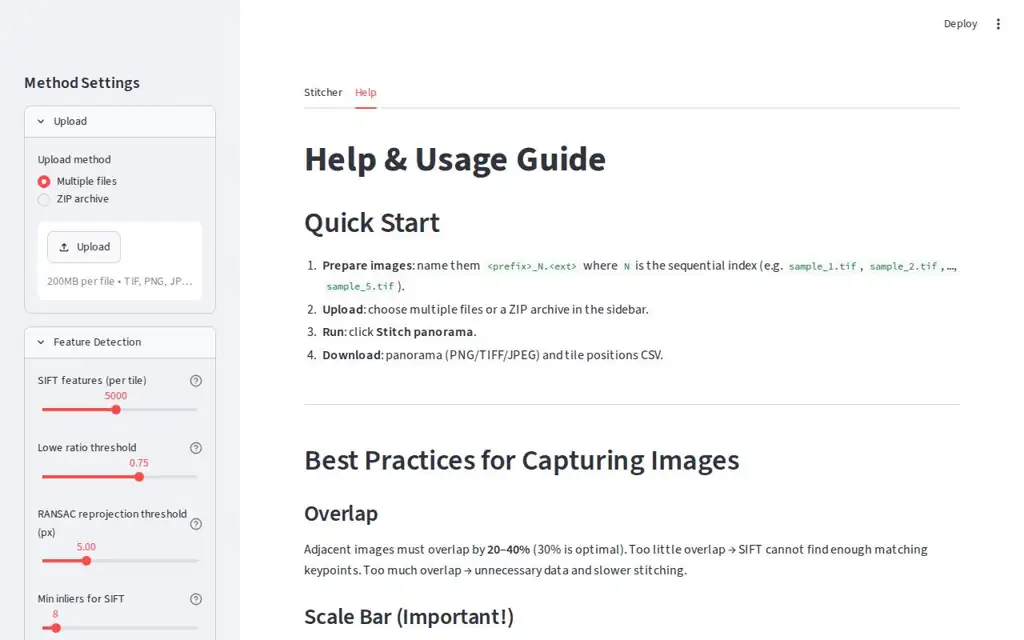 Deploy
Method Settings
Upload
Upload method
Multiple files
ZIP archive
Upload
200MB per file • TIF, PNG, JP...
Feature Detection
SIFT features (per tile)
5000
Lowe ratio threshold
0.75
RANSAC reprojection threshold
(px)
5.00
Min inliers for SIFT
8
Stitcher Help
Help & Usage Guide
Quick Start
1. Prepare images: name them <prefix>_N.<ext> where N is the sequential index (e.g. sample_1.tif , sample_2.tif , …,
sample_5.tif ).
2. Upload: choose multiple files or a ZIP archive in the sidebar.
3. Run: click Stitch panorama.
4. Download: panorama (PNG/TIFF/JPEG) and tile positions CSV.
Best Practices for Capturing Images
Overlap
Adjacent images must overlap by 20–40% (30% is optimal). Too little overlap → SIFT cannot find enough matching
keypoints. Too much overlap → unnecessary data and slower stitching.
Scale Bar (Important!)